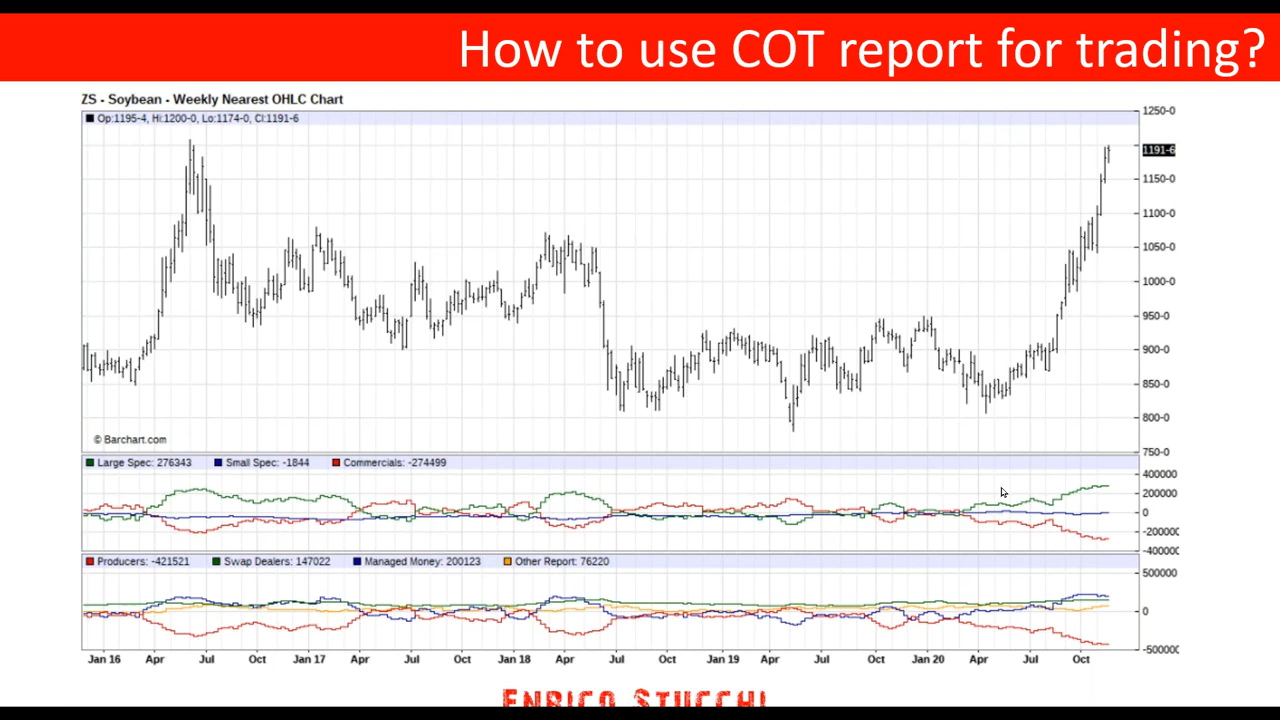 How to use COT report for trading?
ZS - Soybean - Weekly Nearest OHLC Chart
Op:1195-4, Hi:1200-0, Lo:1174-0, Cl:1191-6
1250-0
1191-6
1150-0
1100-0
1050-0
1000-0
950-0
900-0
850-0
800-0
750-0
© Barchart.com
Large Spec: 276343 Small Spec: -1844 Commercials: -274499
400000
200000
0
-200000
-400000
Producers: -421521 Swap Dealers: 147022 Managed Money: 200123 Other Report: 76220
500000
0
-500000
Jan 16 Apr Jul Oct Jan 17 Apr Jul Oct Jan 18 Apr Jul Oct Jan 19 Apr Jul Oct Jan 20 Apr Jul Oct
ENRICO STUCCHI